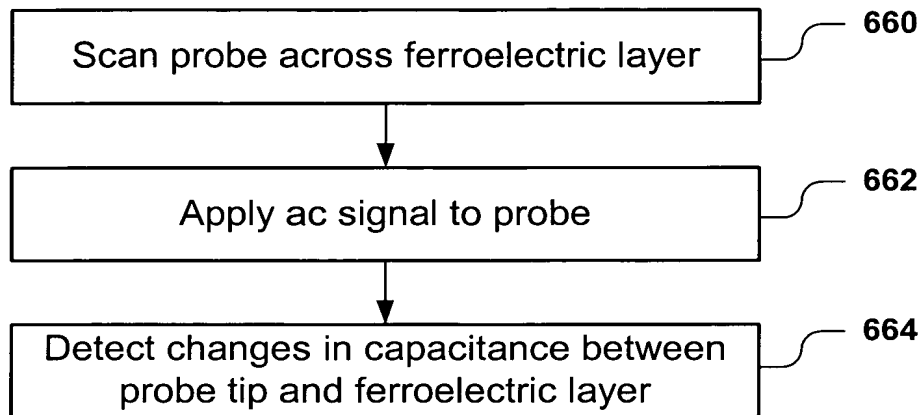 Scan probe across ferroelectric layer
660
Apply ac signal to probe
662
Detect changes in capacitance between
probe tip and ferroelectric layer
664